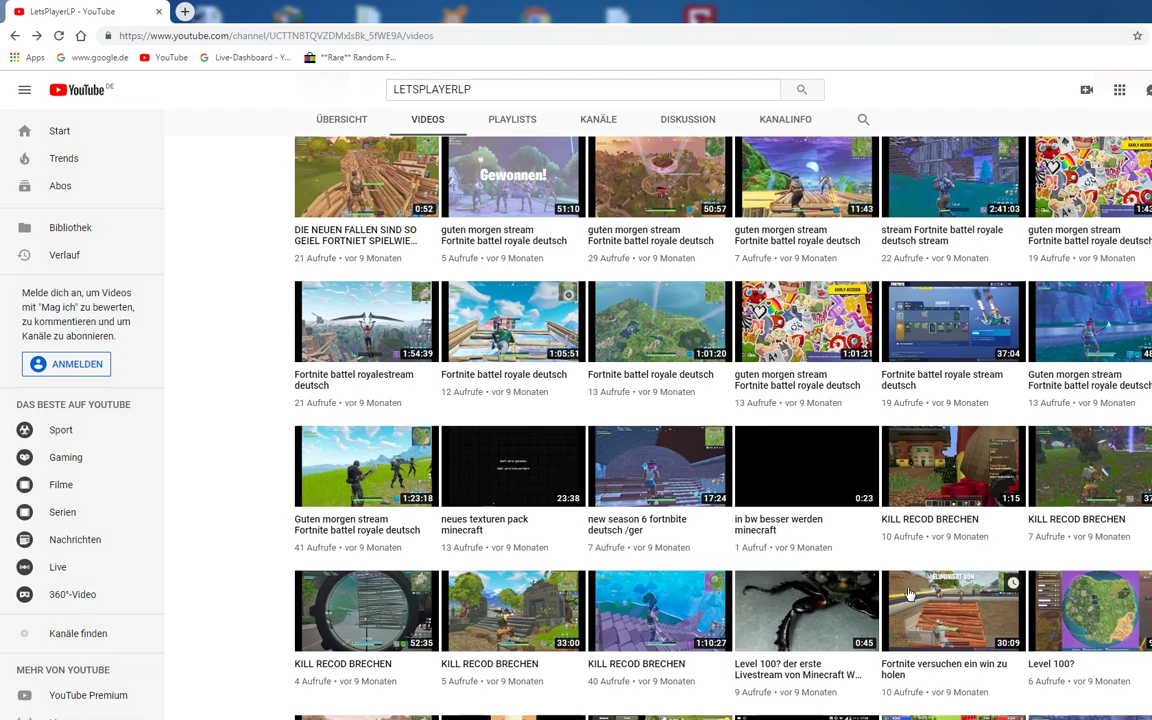 LetsPlayerLP - YouTube
https://www.youtube.com/channel/UCTTNBTQVZDMxlsBk_5fWE9A/videos
Apps www.google.de YouTube Live-Dashboard - Y... **Rare** Random F...
YouTube DE
LETSPLAYERLP
ÜBERSICHT VIDEOS PLAYLISTS KANÄLE DISKUSSION KANALINFO
Start
Trends
Abos
Bibliothek
Verlauf
Melde dich an, um Videos
mit "Mag ich" zu bewerten,
zu kommentieren und um
Kanäle zu abonnieren.
ANMELDEN
DAS BESTE AUF YOUTUBE
Sport
Gaming
Filme
Serien
Nachrichten
Live
360°-Video
Kanäle finden
MEHR VON YOUTUBE
YouTube Premium
Gewonnen!
EARLY ACCESS
0:52 51:10 50:57 11:43 2:41:03 1:43
DIE NEUEN FALLEN SIND SO
GEIEL FORTNIET SPIELWIE...
21 Aufrufe • vor 9 Monaten
guten morgen stream
Fortnite battel royale deutsch
5 Aufrufe • vor 9 Monaten
guten morgen stream
Fortnite battel royale deutsch
29 Aufrufe • vor 9 Monaten
guten morgen stream
Fortnite battel royale deutsch
7 Aufrufe • vor 9 Monaten
stream Fortnite battel royale
deutsch stream
22 Aufrufe • vor 9 Monaten
guten morgen stream
Fortnite battel royale deutsch
19 Aufrufe • vor 9 Monaten
EARLY ACCESS
1:54:39 1:05:51 1:01:20 1:01:21 37:04 48
Fortnite battel royalestream
deutsch
21 Aufrufe • vor 9 Monaten
Fortnite battel royale deutsch
12 Aufrufe • vor 9 Monaten
Fortnite battel royale deutsch
13 Aufrufe • vor 9 Monaten
guten morgen stream
Fortnite battel royale deutsch
13 Aufrufe • vor 9 Monaten
Fortnite battel royale stream
deutsch
19 Aufrufe • vor 9 Monaten
Guten morgen stream
Fortnite battel royale deutsch
13 Aufrufe • vor 9 Monaten
1:23:18 23:38 17:24 0:23 1:15 37
Guten morgen stream
Fortnite battel royale deutsch
41 Aufrufe • vor 9 Monaten
neues texturen pack
minecraft
13 Aufrufe • vor 9 Monaten
new season 6 fortnbite
deutsch /ger
7 Aufrufe • vor 9 Monaten
in bw besser werden
minecraft
1 Aufruf • vor 9 Monaten
KILL RECOD BRECHEN
10 Aufrufe • vor 9 Monaten
KILL RECOD BRECHEN
7 Aufrufe • vor 9 Monaten
ELIMINIERT VON
52:35 33:00 1:10:27 0:45 30:09
KILL RECOD BRECHEN
4 Aufrufe • vor 9 Monaten
KILL RECOD BRECHEN
5 Aufrufe • vor 9 Monaten
KILL RECOD BRECHEN
40 Aufrufe • vor 9 Monaten
Level 100? der erste
Livestream von Minecraft W...
9 Aufrufe • vor 9 Monaten
Fortnite versuchen ein win zu
holen
10 Aufrufe • vor 9 Monaten
Level 100?
6 Aufrufe • vor 9 Monaten